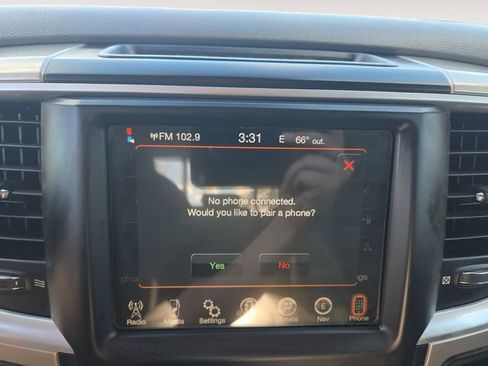 FM 102.9 3:31 E 66° out.
No phone connected.
Would you like to pair a phone?
Yes No
Radio Media Settings Nav Phone